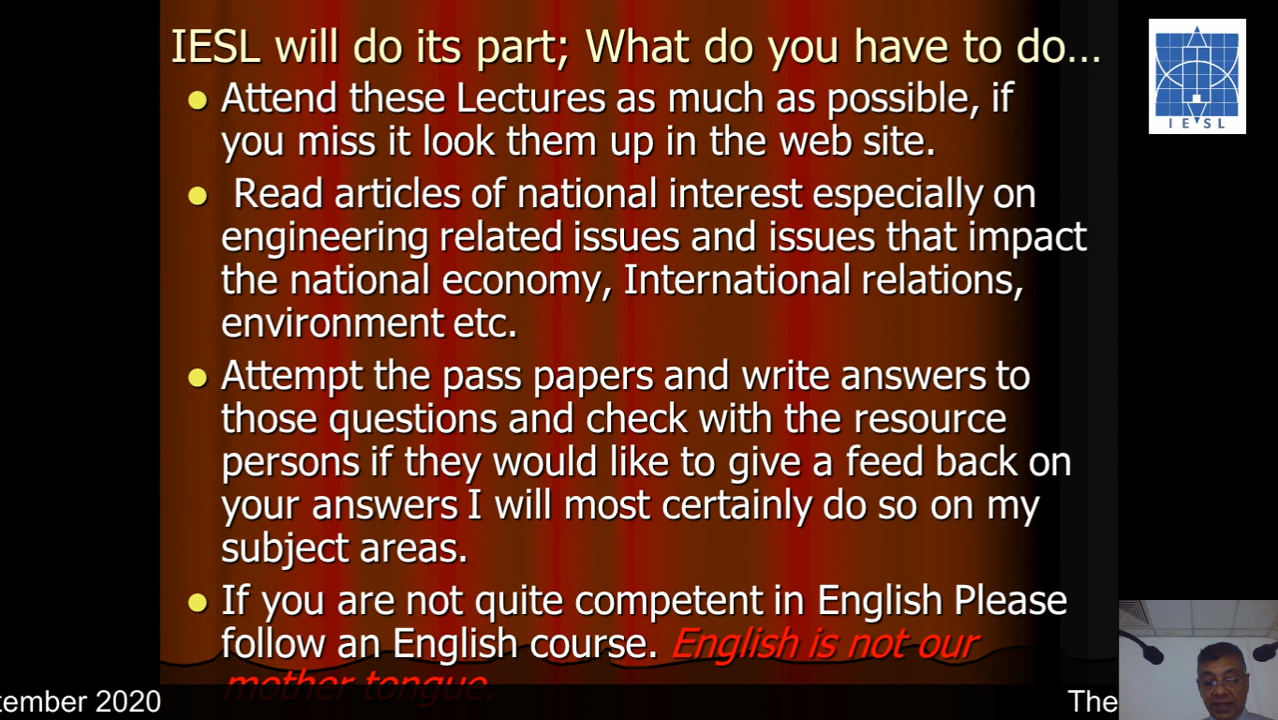 IESL will do its part; What do you have to do...
Attend these Lectures as much as possible, if
you miss it look them up in the web site.
Read articles of national interest especially on
engineering related issues and issues that impact
the national economy, International relations,
environment etc.
Attempt the pass papers and write answers to
those questions and check with the resource
persons if they would like to give a feed back on
your answers I will most certainly do so on my
subject areas.
If you are not quite competent in English Please
follow an English course. English is not our
mother tongue.
tember 2020
The
IESL